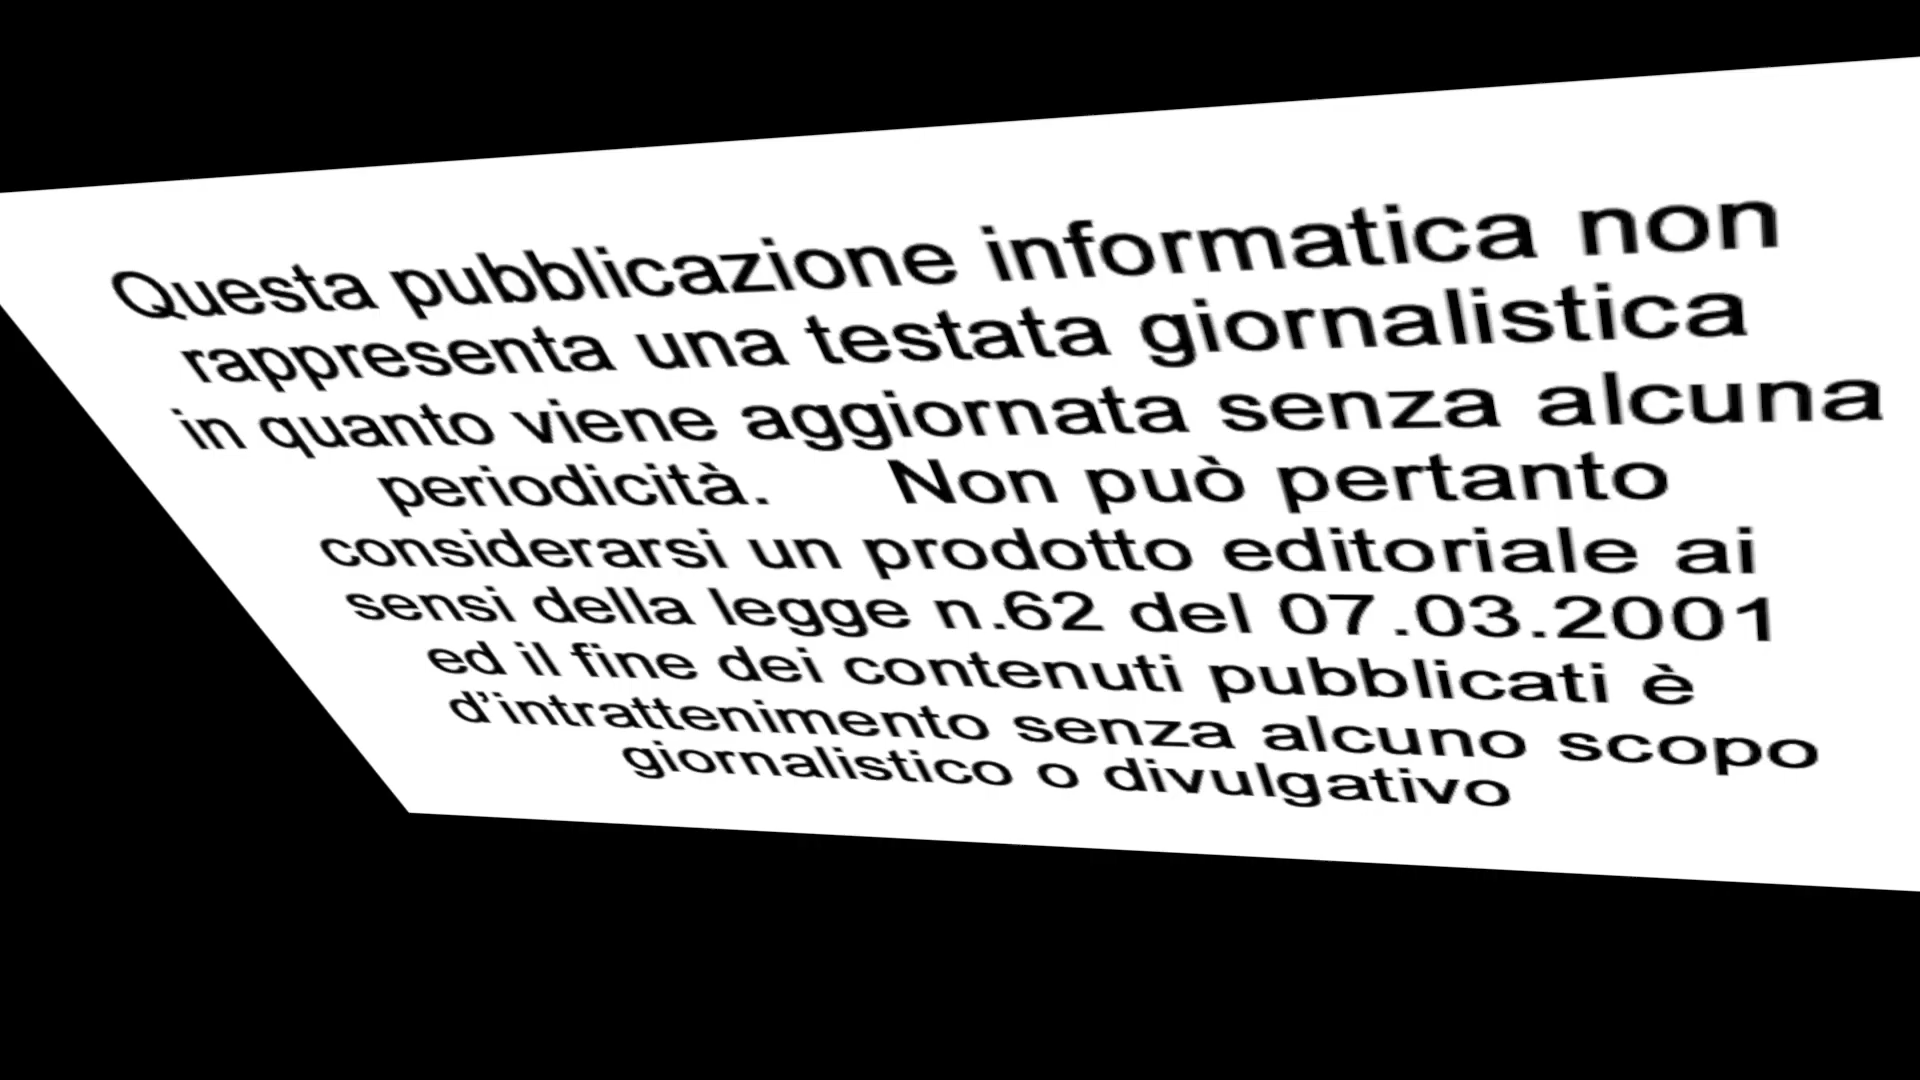 Questa pubblicazione informatica non
rappresenta una testata giornalistica
in quanto viene aggiornata senza alcuna
periodicità. Non può pertanto
considerarsi un prodotto editoriale ai
sensi della legge n.62 del 07.03.2001
ed il fine dei contenuti pubblicati è
d’intrattenimento senza alcuno scopo
giornalistico o divulgativo